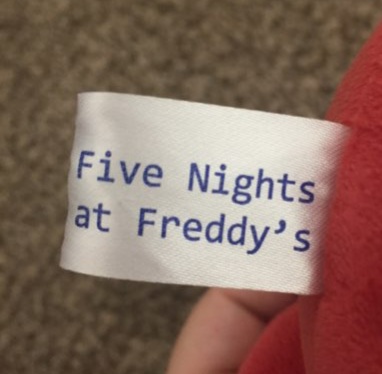 Five Nights
at Freddy’s